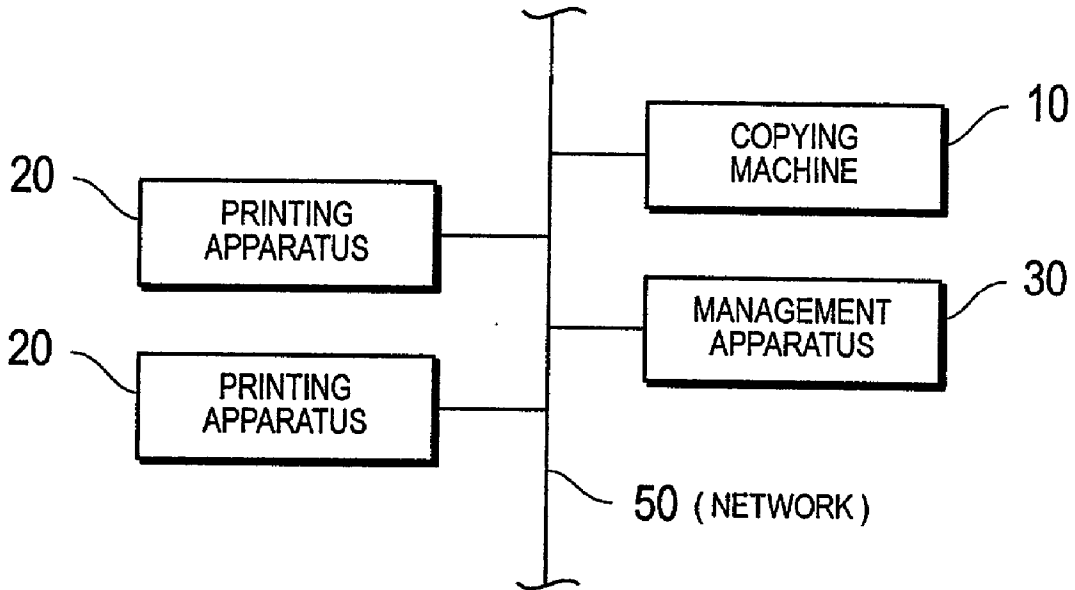 10
COPYING
MACHINE
20
PRINTING
APPARATUS
30
MANAGEMENT
APPARATUS
20
PRINTING
APPARATUS
50 ( NETWORK )